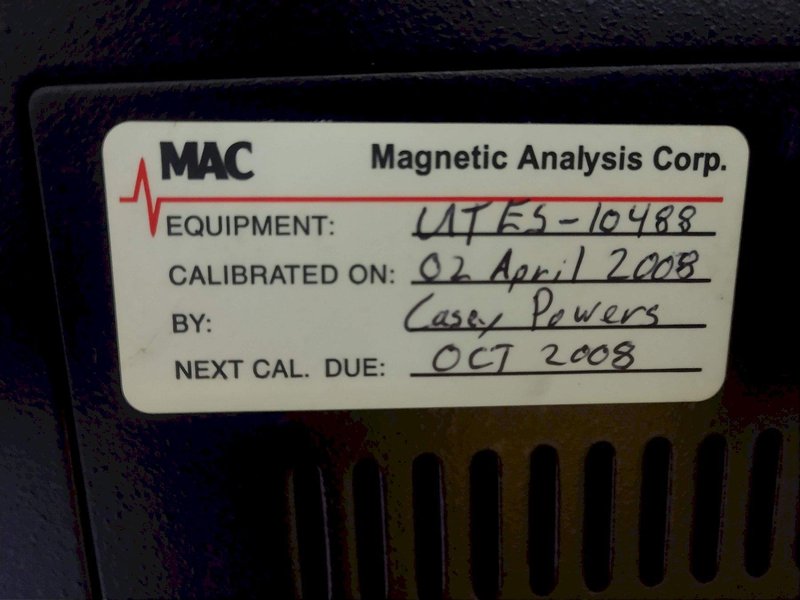 MAC Magnetic Analysis Corp.
EQUIPMENT: UTES-10488
CALIBRATED ON: 02 April 2008
BY: Casey Powers
NEXT CAL. DUE: OCT 2008